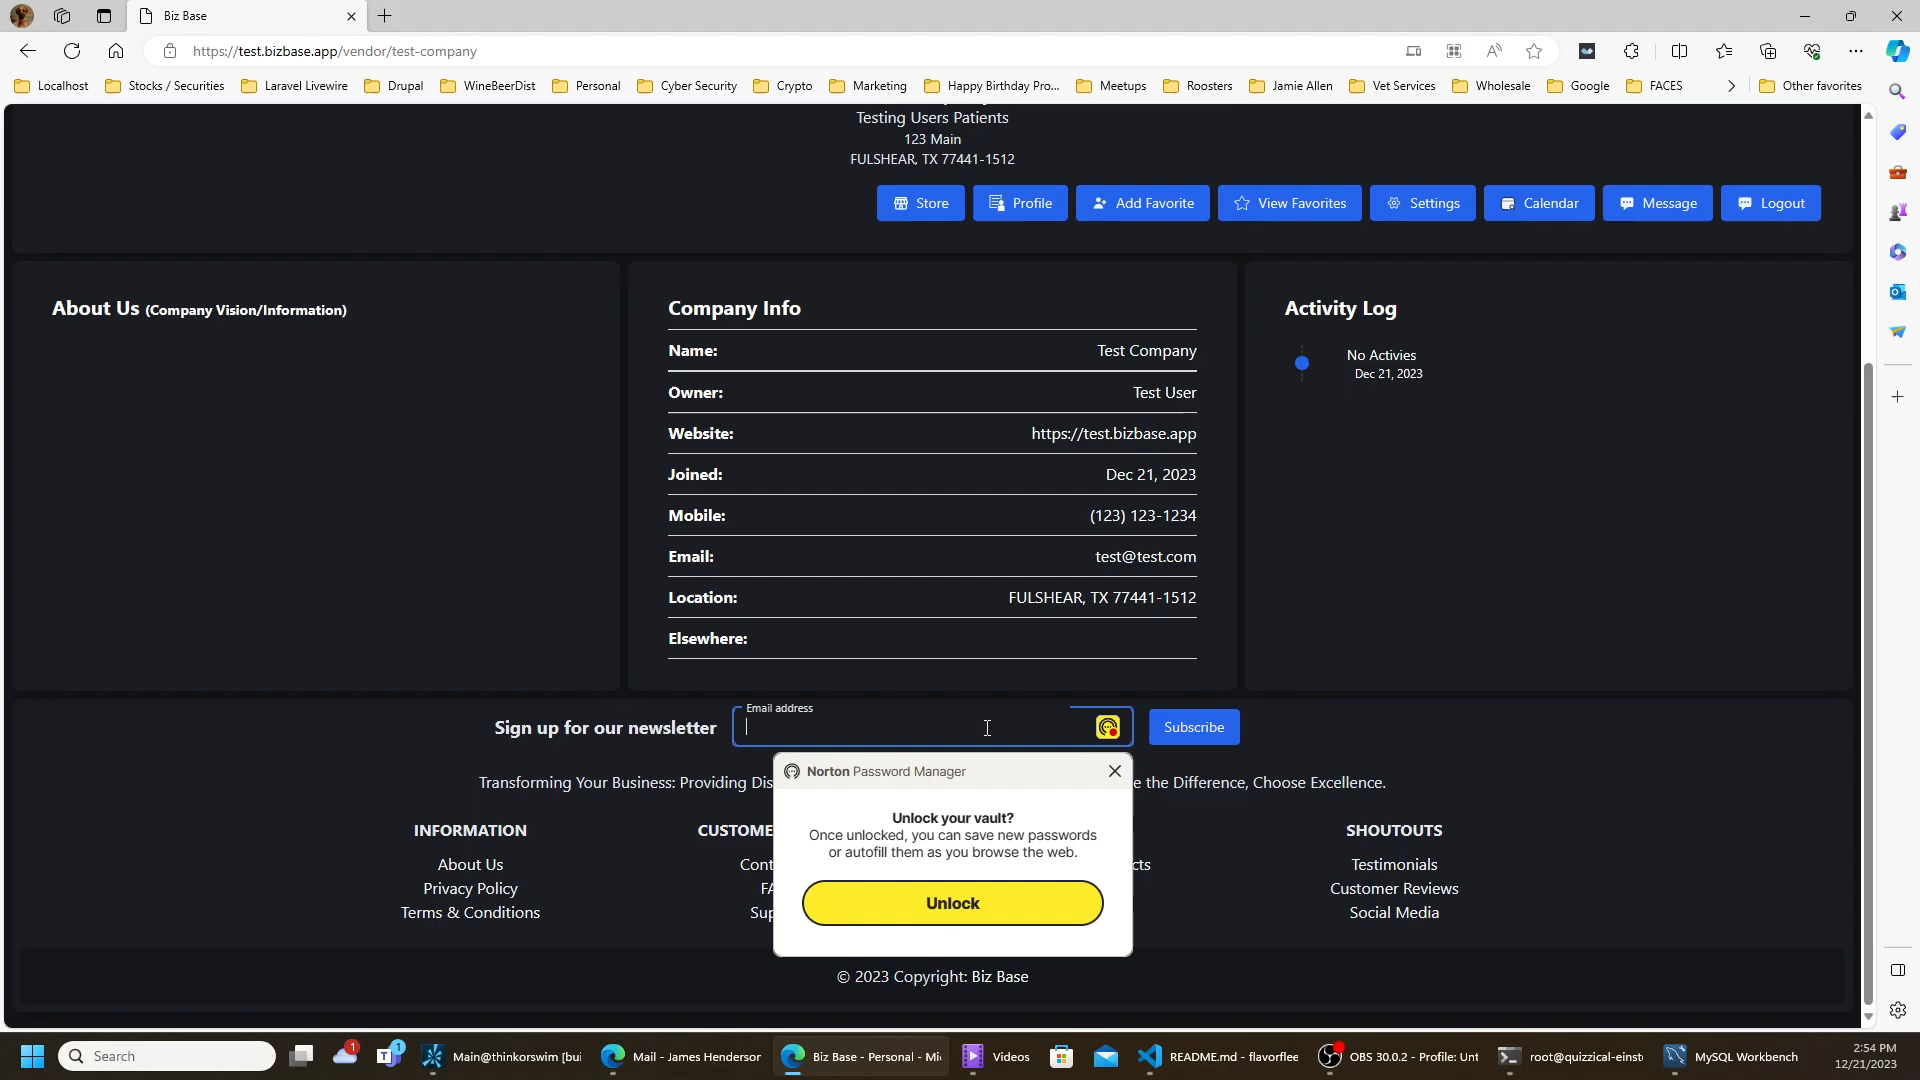 Biz Base
https://test.bizbase.app/vendor/test-company
Localhost
Stocks / Securities
Laravel Livewire
Drupal
WineBeerDist
Personal
Cyber Security
Crypto
Marketing
Happy Birthday Pro...
Meetups
Roosters
Jamie Allen
Vet Services
Wholesale
Google
FACES
Other favorites
Testing Users Patients
123 Main
FULSHEAR, TX 77441-1512
Store
Profile
Add Favorite
View Favorites
Settings
Calendar
Message
Logout
About Us (Company Vision/Information)
Company Info
Name: Test Company
Owner: Test User
Website: https://test.bizbase.app
Joined: Dec 21, 2023
Mobile: (123) 123-1234
Email: test@test.com
Location: FULSHEAR, TX 77441-1512
Elsewhere:
Activity Log
No Activies
Dec 21, 2023
Sign up for our newsletter
Email address
Subscribe
Norton Password Manager
Unlock your vault?
Once unlocked, you can save new passwords
or autofill them as you browse the web.
Unlock
Transforming Your Business: Providing Dis
e the Difference, Choose Excellence.
INFORMATION
About Us
Privacy Policy
Terms & Conditions
CUSTOME
Cont
FA
Sup
cts
SHOUTOUTS
Testimonials
Customer Reviews
Social Media
© 2023 Copyright: Biz Base
Search
1
1
Main@thinkorswim [bui
Mail - James Henderson
Biz Base - Personal - Mi
Videos
README.md - flavorflee
OBS 30.0.2 - Profile: Unt
root@quizzical-einst
MySQL Workbench
2:54 PM
12/21/2023